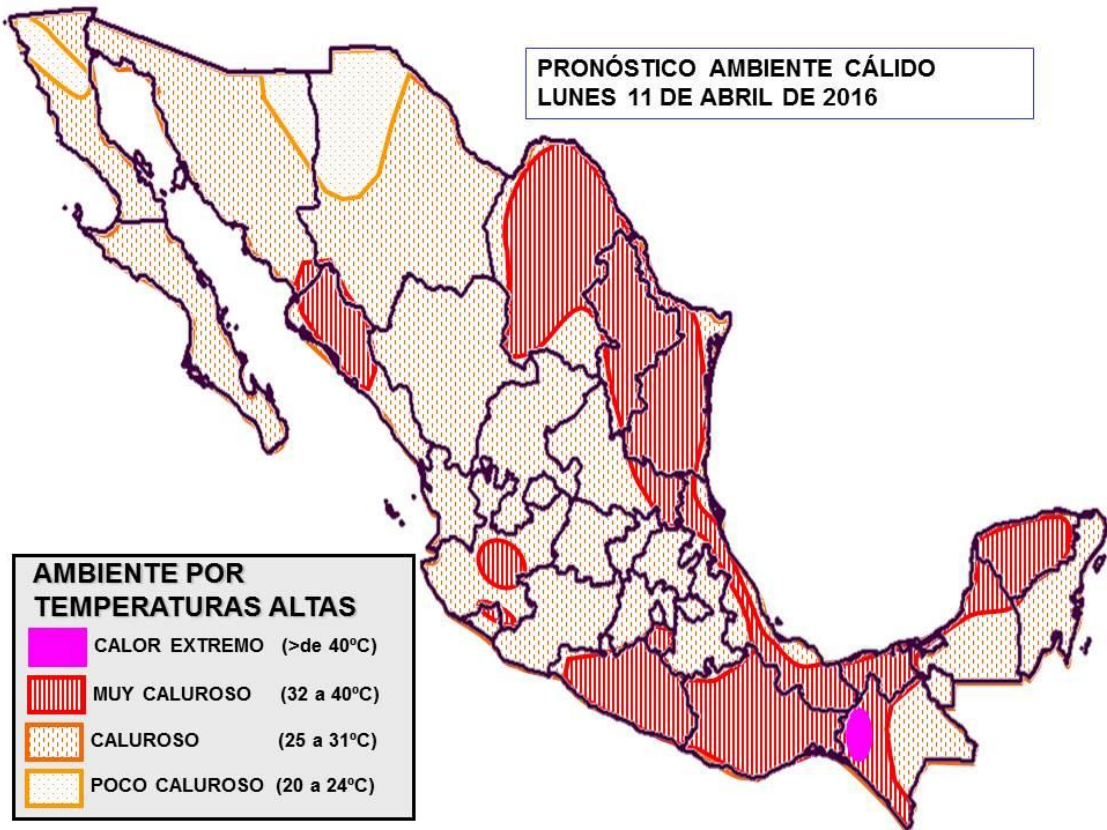 PRONÓSTICO AMBIENTE CÁLIDO
LUNES 11 DE ABRIL DE 2016
AMBIENTE POR
TEMPERATURAS ALTAS
CALOR EXTREMO (>de 40ºC)
MUY CALUROSO (32 a 40ºC)
CALUROSO (25 a 31ºC)
POCO CALUROSO (20 a 24ºC)